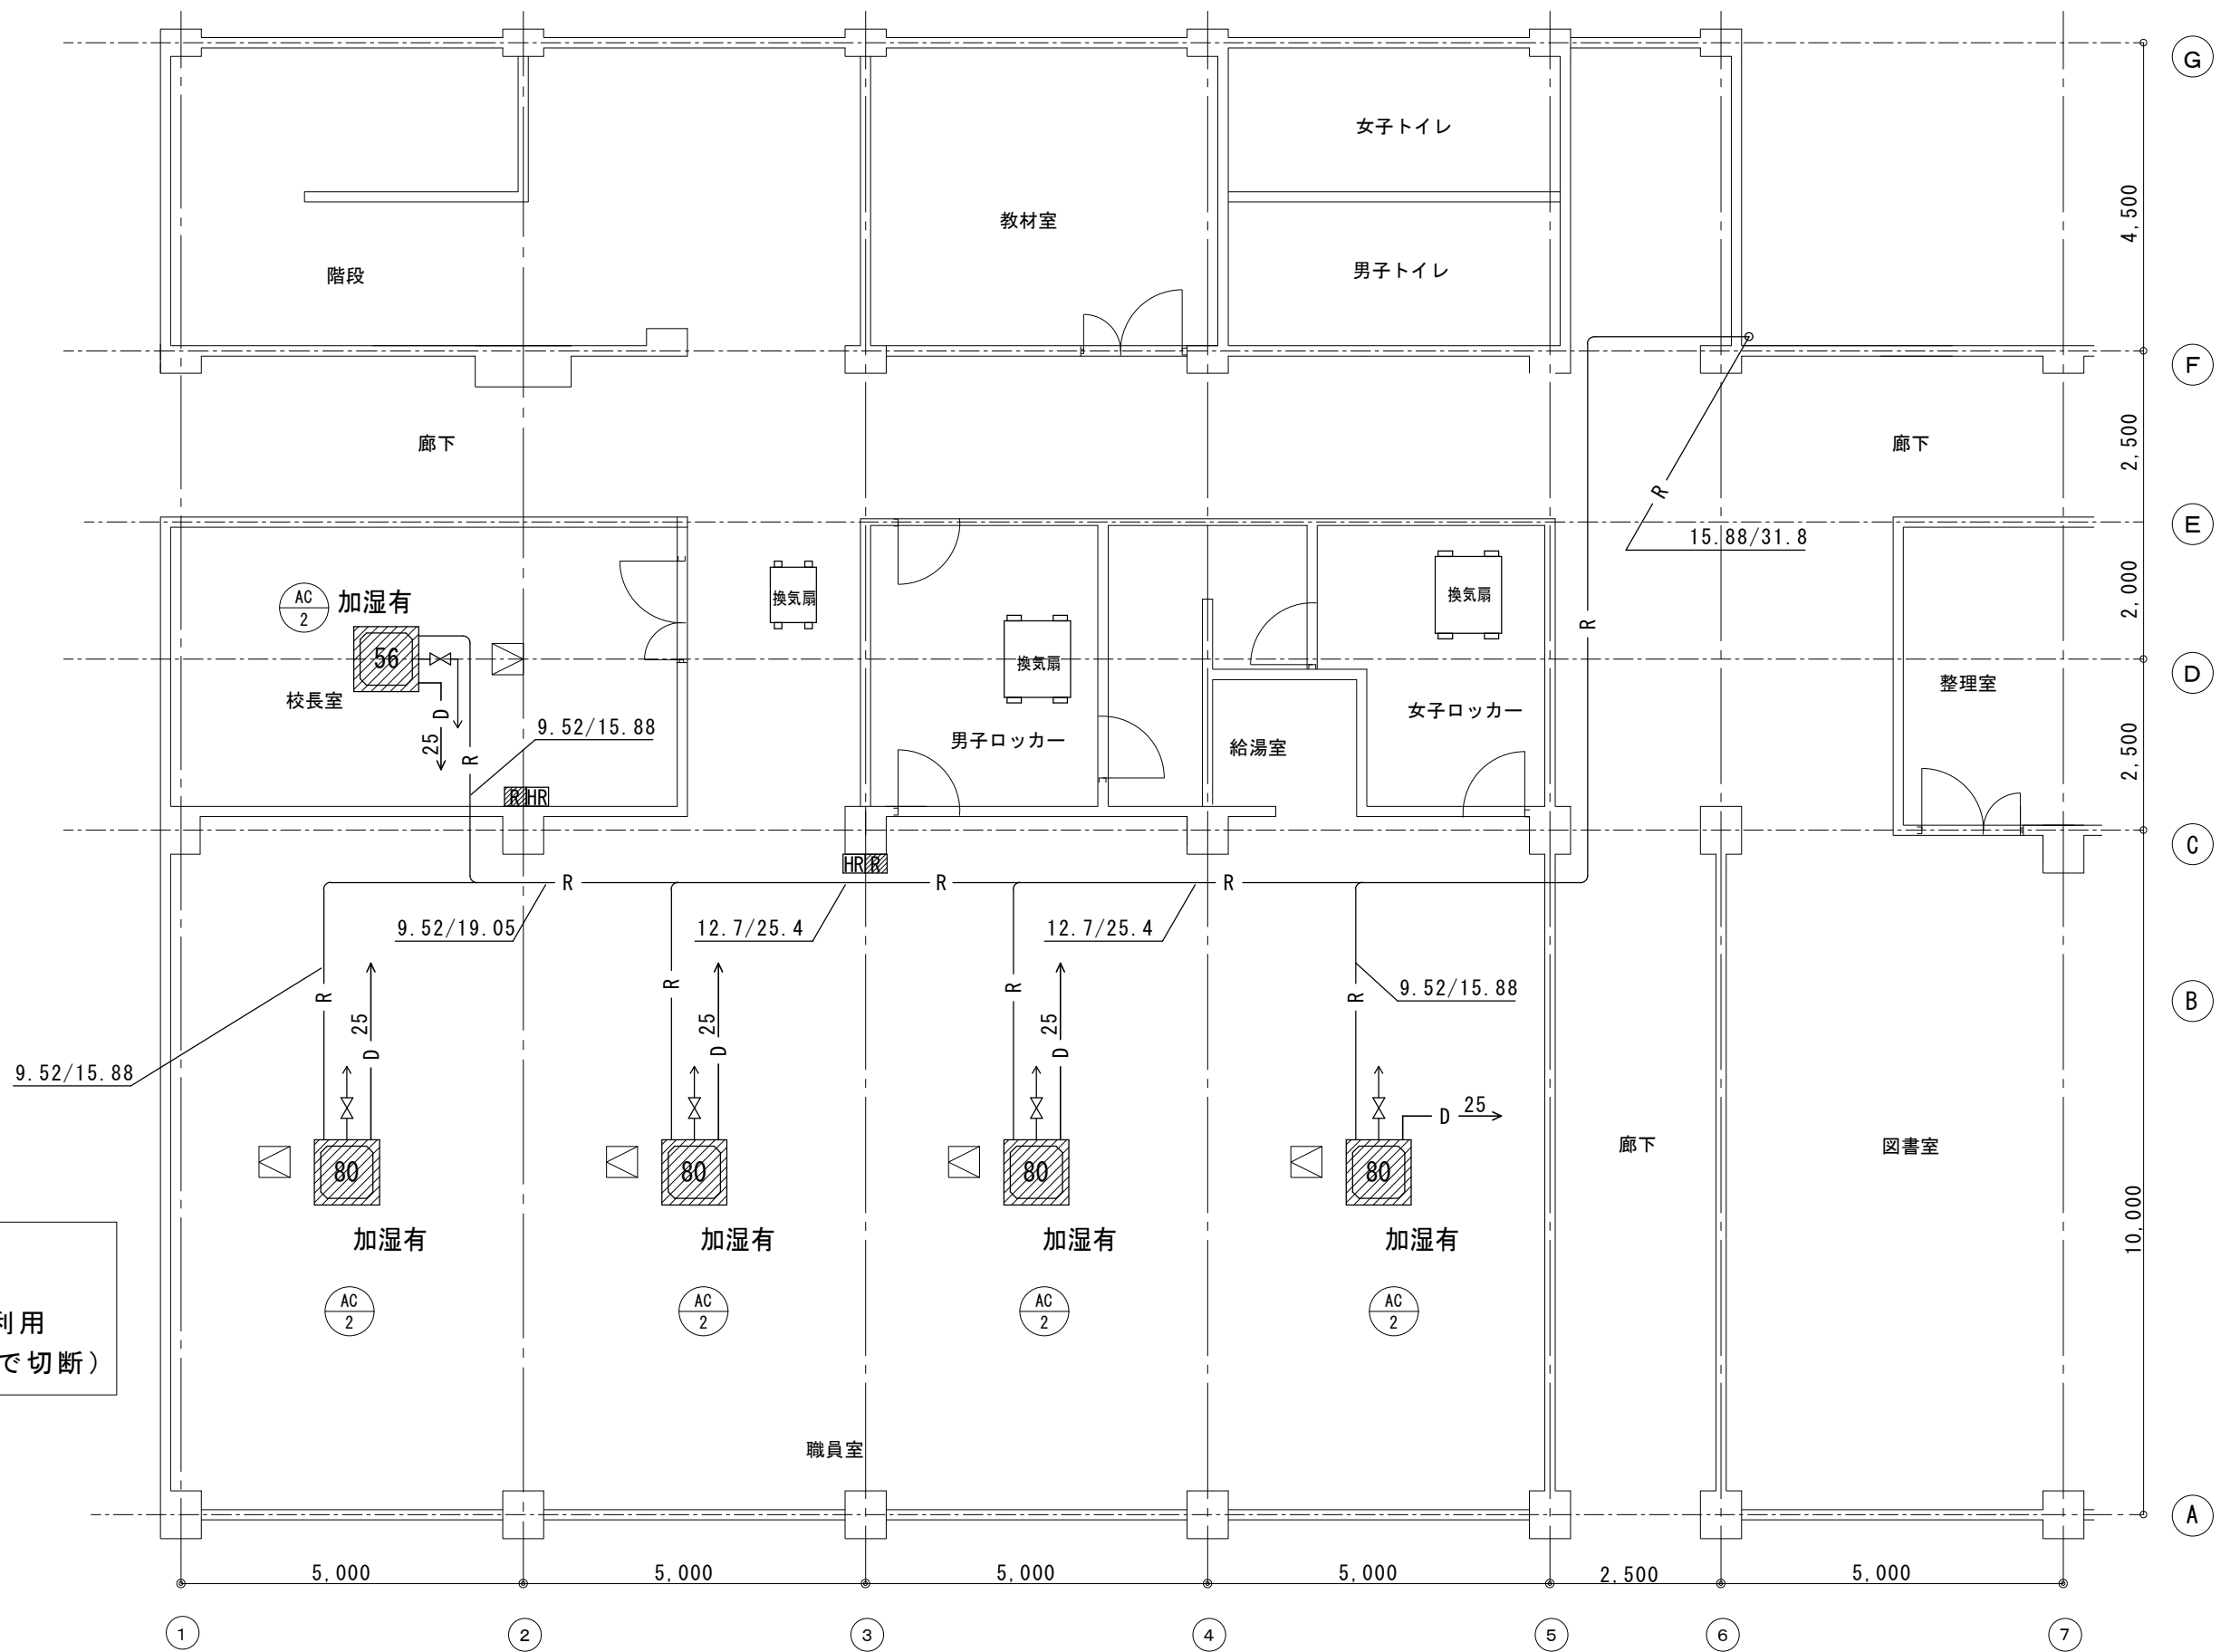 G
女子トイレ
4,500
教材室
男子トイレ
階段
F
廊下
廊下
2,500
R
E
15.88/31.8
AC
2
加湿有
換気扇
換気扇
2,000
R
56
換気扇
D
校長室
整理室
D
25
9.52/15.88
女子ロッカー
男子ロッカー
給湯室
2,500
R
R HR
C
HR R
R
R
R
9.52/19.05
12.7/25.4
12.7/25.4
9.52/15.88
R
R
R
R
B
25
25
25
D
D
D
9.52/15.88
D 25
廊下
図書室
80
80
80
80
10,000
加湿有
加湿有
加湿有
加湿有
AC
2
AC
2
AC
2
AC
2
利用
で切断）
職員室
A
5,000
5,000
5,000
5,000
2,500
5,000
1
2
3
4
5
6
7